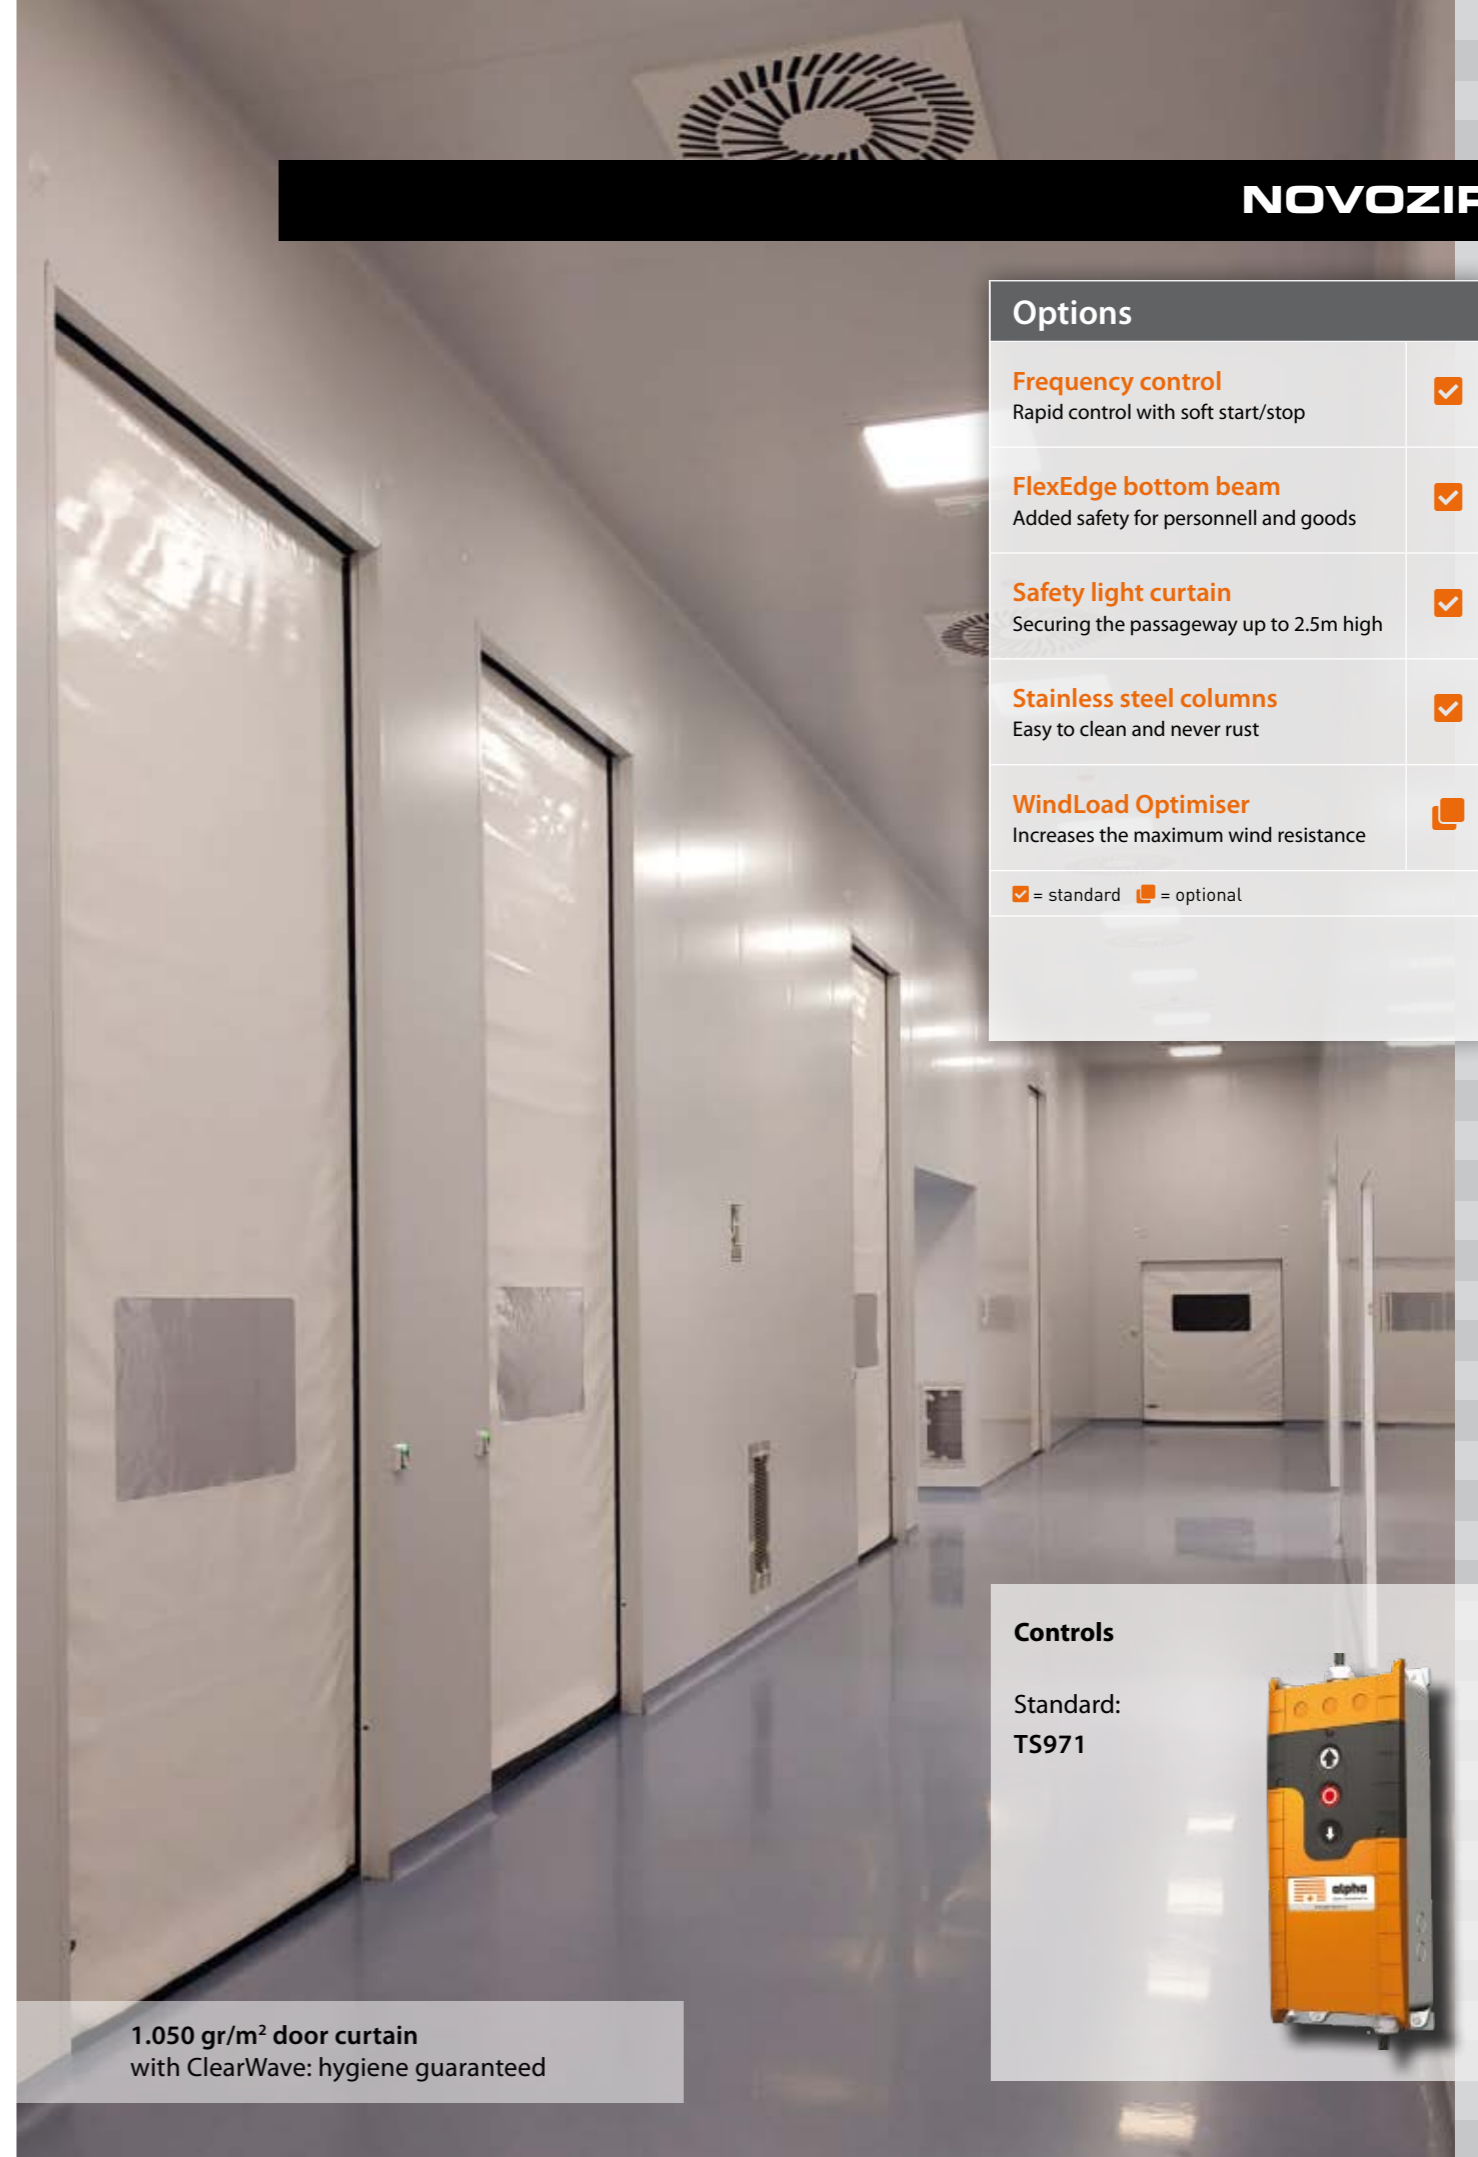 NOVOZIP
Options
Frequency control
Rapid control with soft start/stop
FlexEdge bottom beam
Added safety for personnell and goods
Safety light curtain
Securing the passageway up to 2.5m high
Stainless steel columns
Easy to clean and never rust
WindLoad Optimiser
Increases the maximum wind resistance
= standard = optional
Controls
Standard:
TS971
alpha
1.050 gr/m² door curtain
with ClearWave: hygiene guaranteed